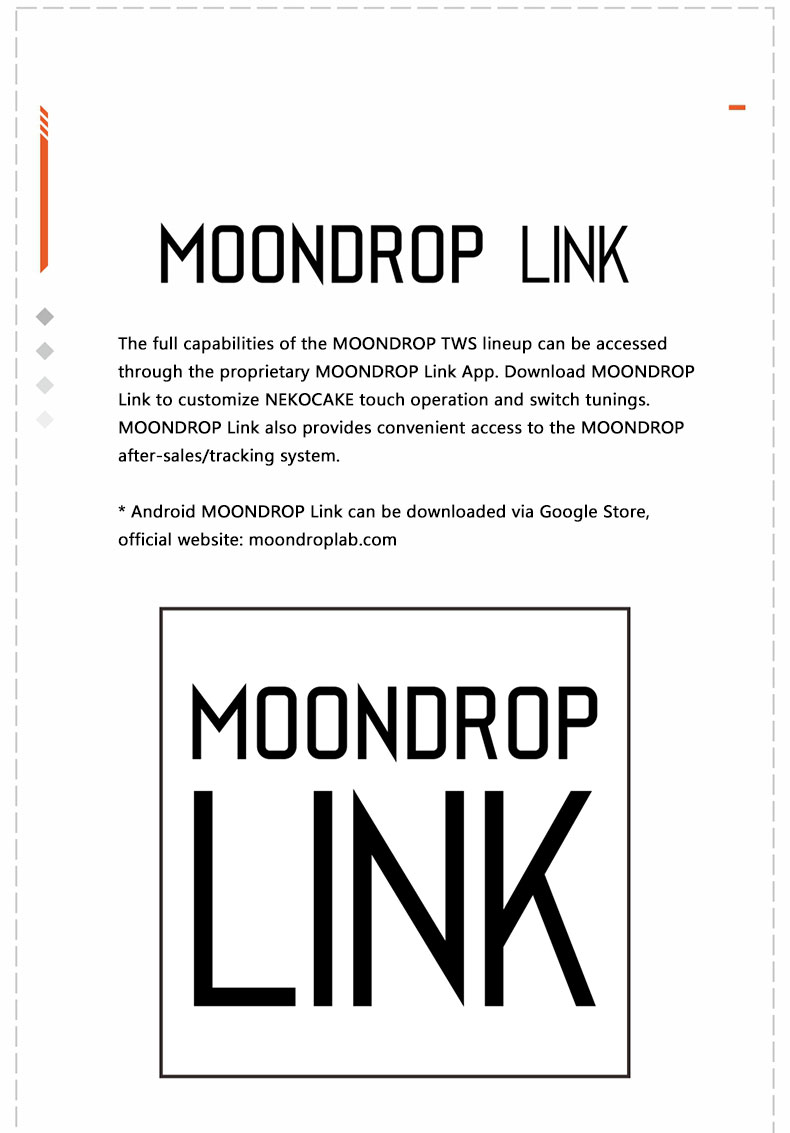 MOONDROP LINK
The full capabilities of the MOONDROP TWS lineup can be accessed
through the proprietary MOONDROP Link App. Download MOONDROP
Link to customize NEKOCAKE touch operation and switch tunings.
MOONDROP Link also provides convenient access to the MOONDROP
after-sales/tracking system.
* Android MOONDROP Link can be downloaded via Google Store,
official website: moondroplab.com
MOONDROP
LINK